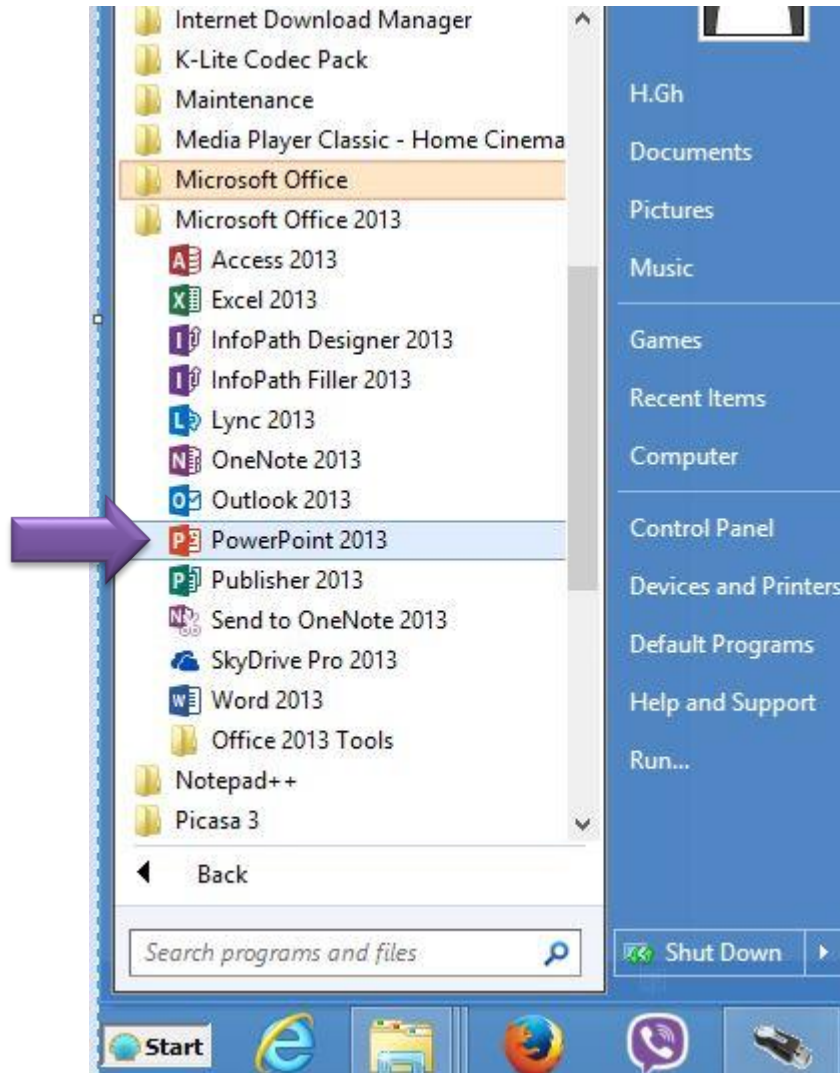 Internet Download Manager
K-Lite Codec Pack
Maintenance
Media Player Classic - Home Cinema
Microsoft Office
Microsoft Office 2013
Access 2013
Excel 2013
InfoPath Designer 2013
InfoPath Filler 2013
Lync 2013
OneNote 2013
Outlook 2013
PowerPoint 2013
Publisher 2013
Send to OneNote 2013
SkyDrive Pro 2013
Word 2013
Office 2013 Tools
Notepad++
Picasa 3
Back
Search programs and files
H.Gh
Documents
Pictures
Music
Games
Recent Items
Computer
Control Panel
Devices and Printers
Default Programs
Help and Support
Run...
Shut Down
Start